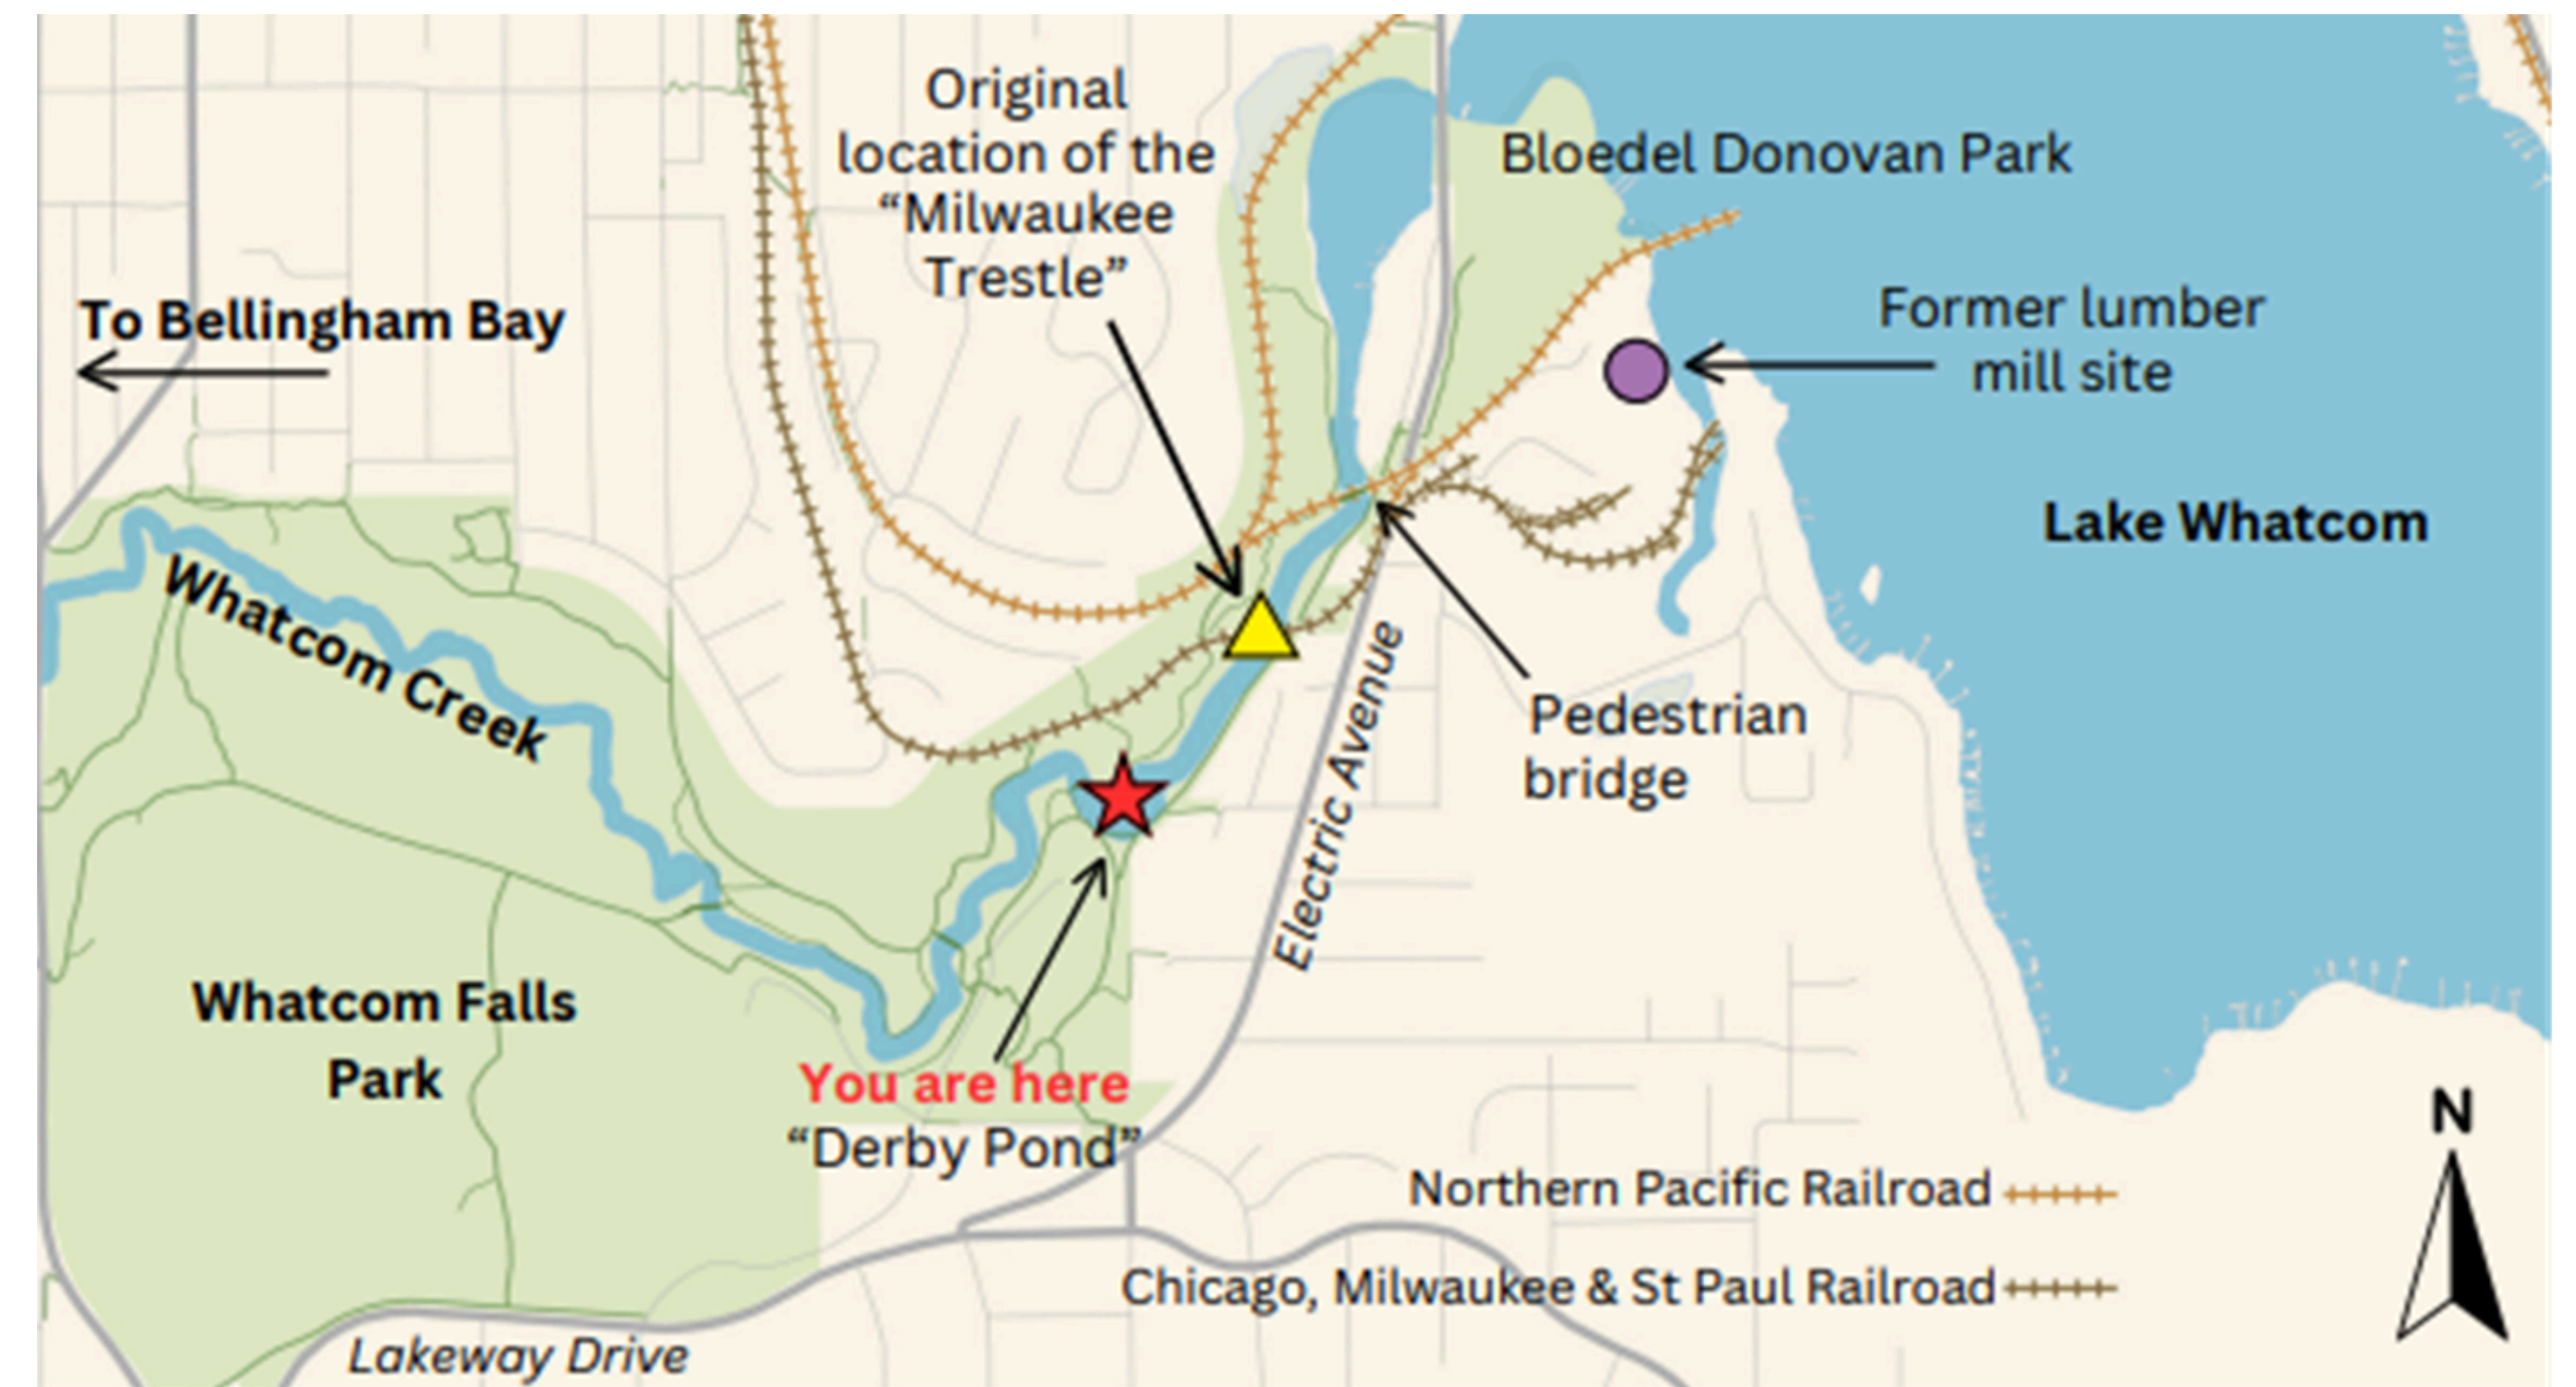 Original
location of the
“Milwaukee
Trestle”
Bloedel Donovan Park
To Bellingham Bay
Former lumber
mill site
Lake Whatcom
Whatcom Creek
Pedestrian
bridge
Electric Avenue
Whatcom Falls
Park
You are here
“Derby Pond”
N
Northern Pacific Railroad
Chicago, Milwaukee & St Paul Railroad
Lakeway Drive